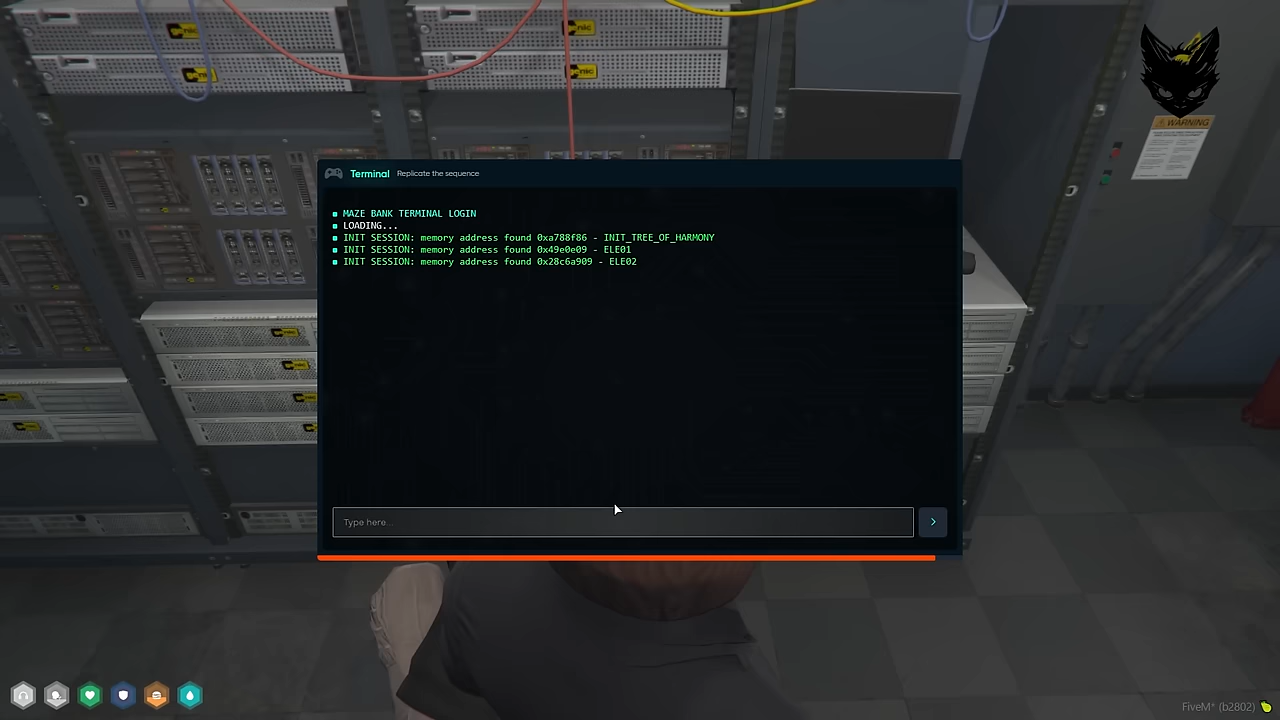 WARNING
Terminal Replicate the sequence
MAZE BANK TERMINAL LOGIN
LOADING...
INIT SESSION: memory address found 0xa788f86 - INIT_TREE_OF_HARMONY
INIT SESSION: memory address found 0x49e0e09 - ELE01
INIT SESSION: memory address found 0x28c6a909 - ELE02
Type here...
FiveM* (b2802)